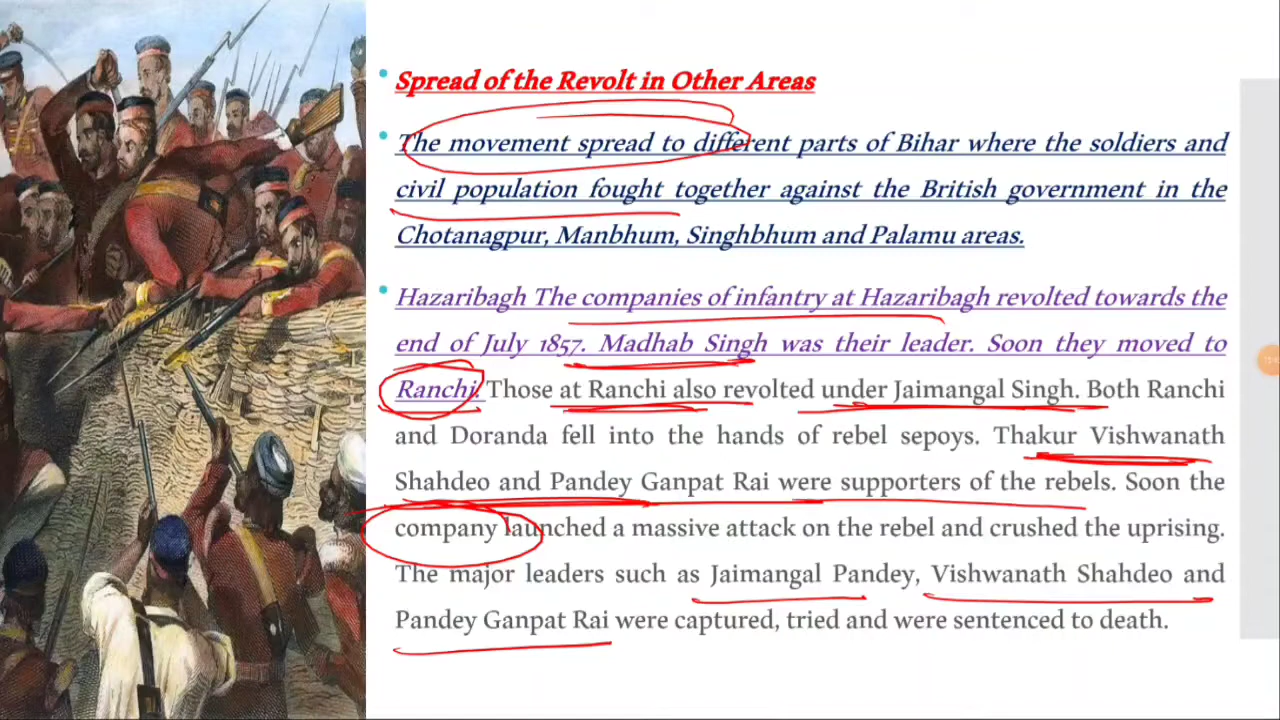 Spread of the Revolt in Other Areas
The movement spread to different parts of Bihar where the soldiers and
civil population fought together against the British government in the
Chotanagpur, Manbhum, Singhbhum and Palamu areas.
Hazaribagh The companies of infantry at Hazaribagh revolted towards the
end of July 1857. Madhab Singh was their leader. Soon they moved to
Ranchi. Those at Ranchi also revolted under Jaimangal Singh. Both Ranchi
and Doranda fell into the hands of rebel sepoys. Thakur Vishwanath
Shahdeo and Pandey Ganpat Rai were supporters of the rebels. Soon the
company launched a massive attack on the rebel and crushed the uprising.
The major leaders such as Jaimangal Pandey, Vishwanath Shahdeo and
Pandey Ganpat Rai were captured, tried and were sentenced to death.